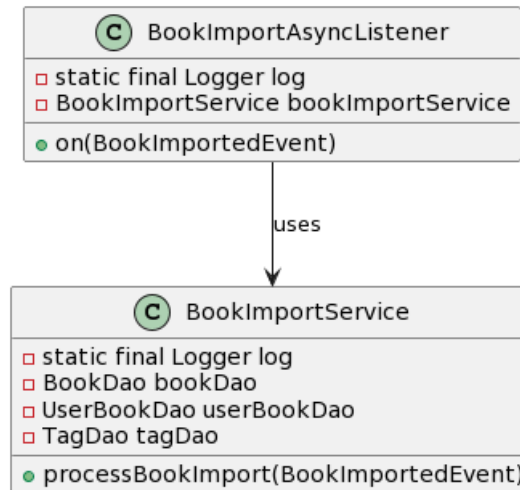 C BookImportAsyncListener
static final Logger log
BookImportService bookImportService
on(BookImportedEvent)
uses
C BookImportService
static final Logger log
BookDao bookDao
UserBookDao userBookDao
TagDao tagDao
processBookImport(BookImportedEvent)